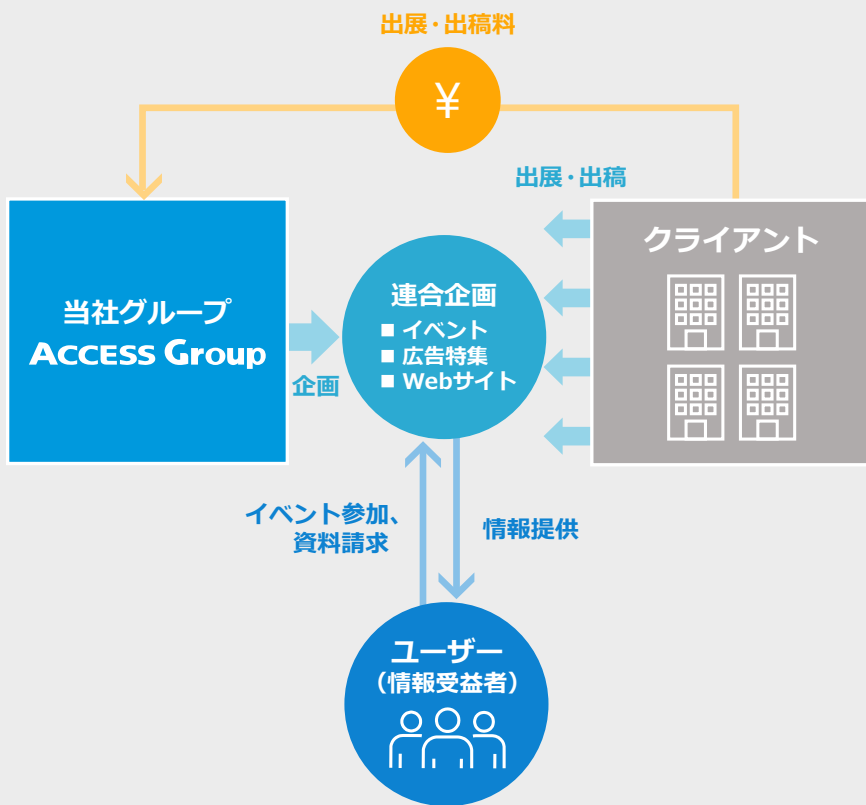 出展・出稿料
¥
出展・出稿
クライアント
当社グループ
ACCESS Group
企画
連合企画
■ イベント
■ 広告特集
■ Webサイト
イベント参加、
資料請求
情報提供
ユーザー
（情報受益者）